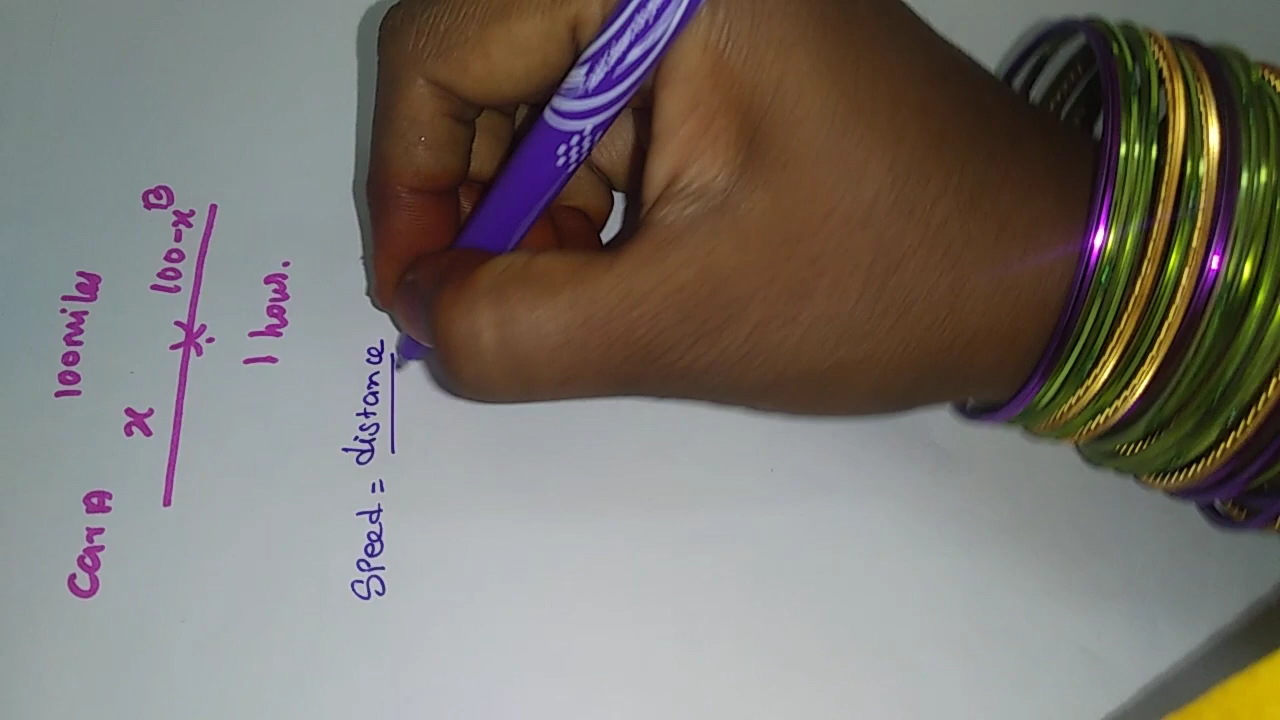 Car A 100miles
x 100-x B
1 hour.
Speed = distance